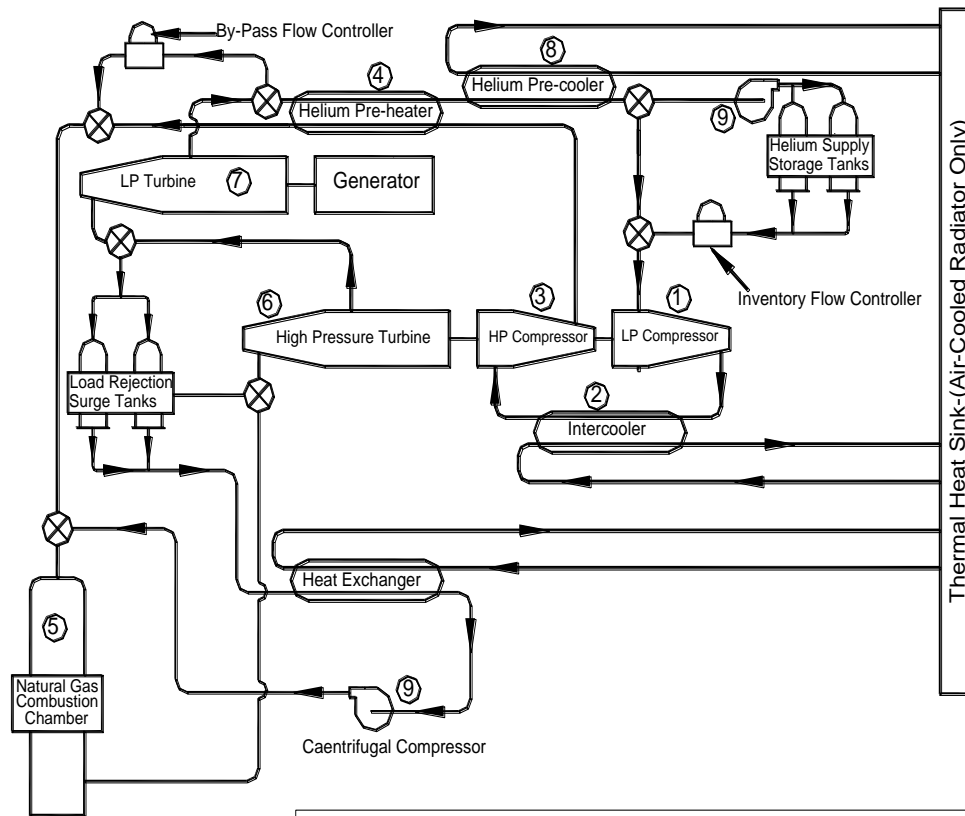 By-Pass Flow Controller
8
4
Helium Pre-cooler
Helium Pre-heater
9
Helium Supply
Storage Tanks
LP Turbine
7
Generator
Inventory Flow Controller
6
3
1
High Pressure Turbine
HP Compressor
LP Compressor
Load Rejection
Surge Tanks
2
Intercooler
Heat Exchanger
5
Natural Gas
Combustion
Chamber
9
Caentrifugal Compressor
Thermal Heat Sink-(Air-Cooled Radiator Only)